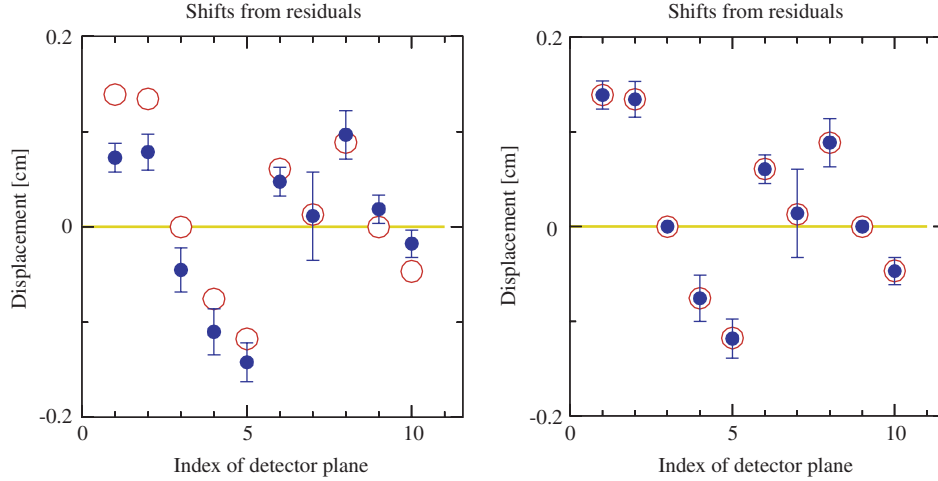 Shifts from residuals
0.2
0
-0.2
Displacement [cm]
0
5
10
Index of detector plane
Shifts from residuals
0.2
0
-0.2
Displacement [cm]
0
5
10
Index of detector plane